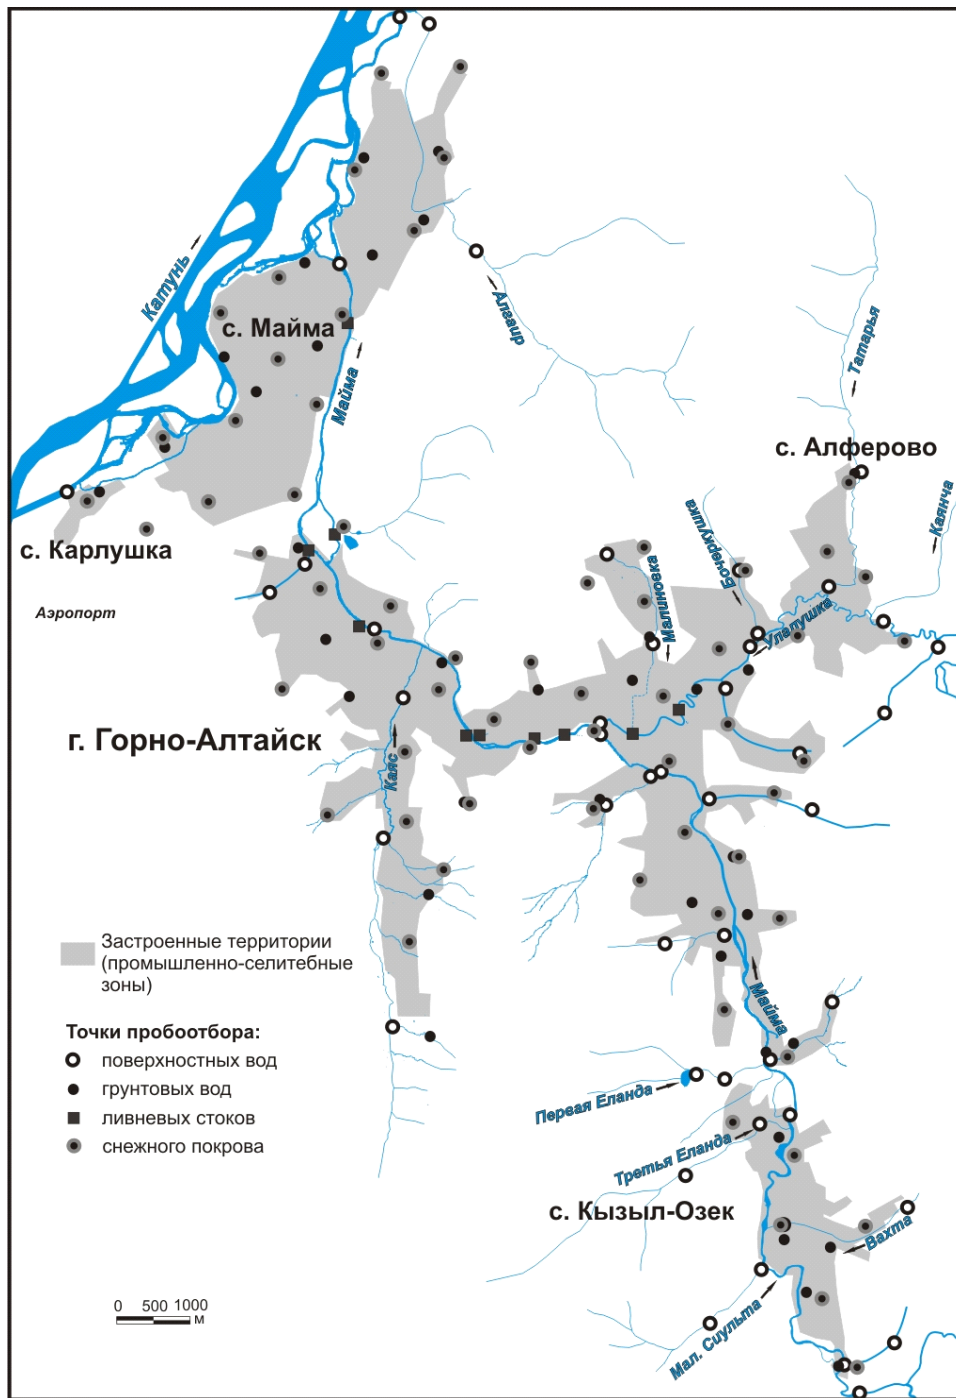 Катунь
Алгаир
с. Майма
Майма
Татарья
с. Алферово
Каянча
Бочеркушка
с. Карлушка
Малиновка
Улалушка
Аэропорт
г. Горно-Алтайск
Каяс
Застроенные территории
(промышленно-селитебные
зоны)
Майма
Точки пробоотбора:
поверхностных вод
грунтовых вод
ливневых стоков
снежного покрова
Первая Еланда
Третья Еланда
с. Кызыл-Озек
Вахта
Мал. Сиульта
0 500 1000
м